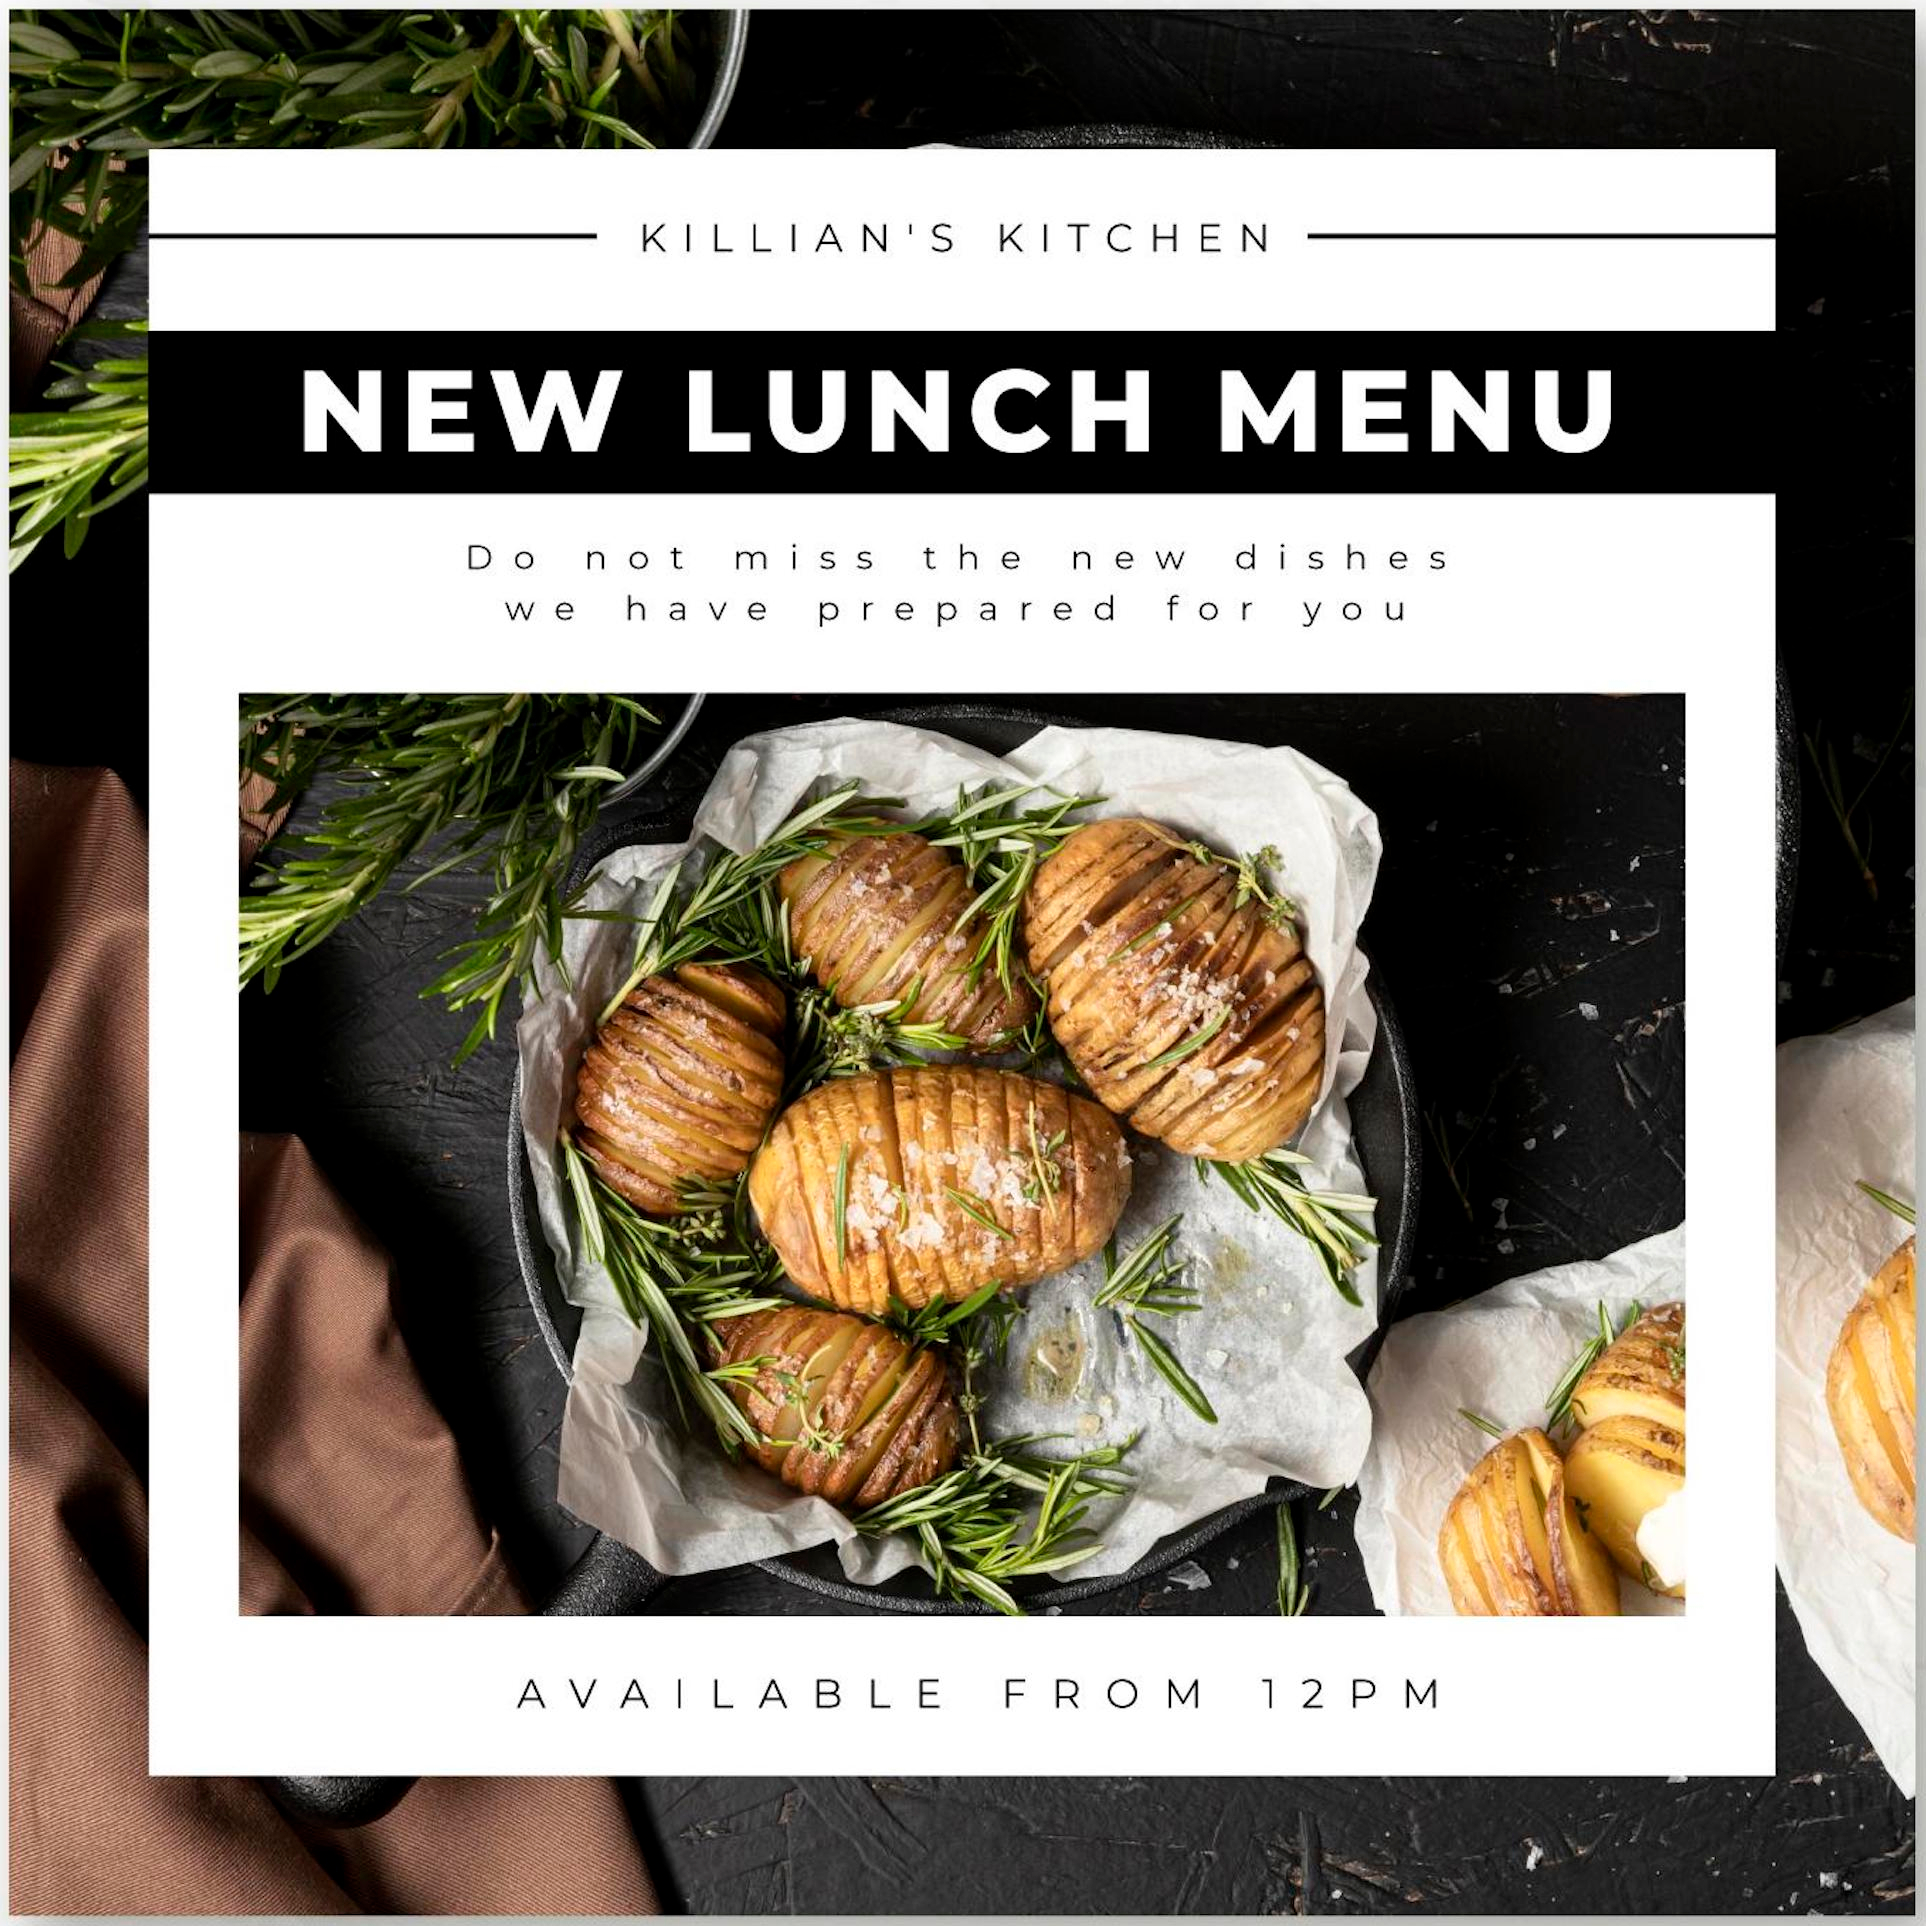 KILLIAN'S KITCHEN
NEW LUNCH MENU
Do not miss the new dishes
we have prepared for you
AVAILABLE FROM 12PM